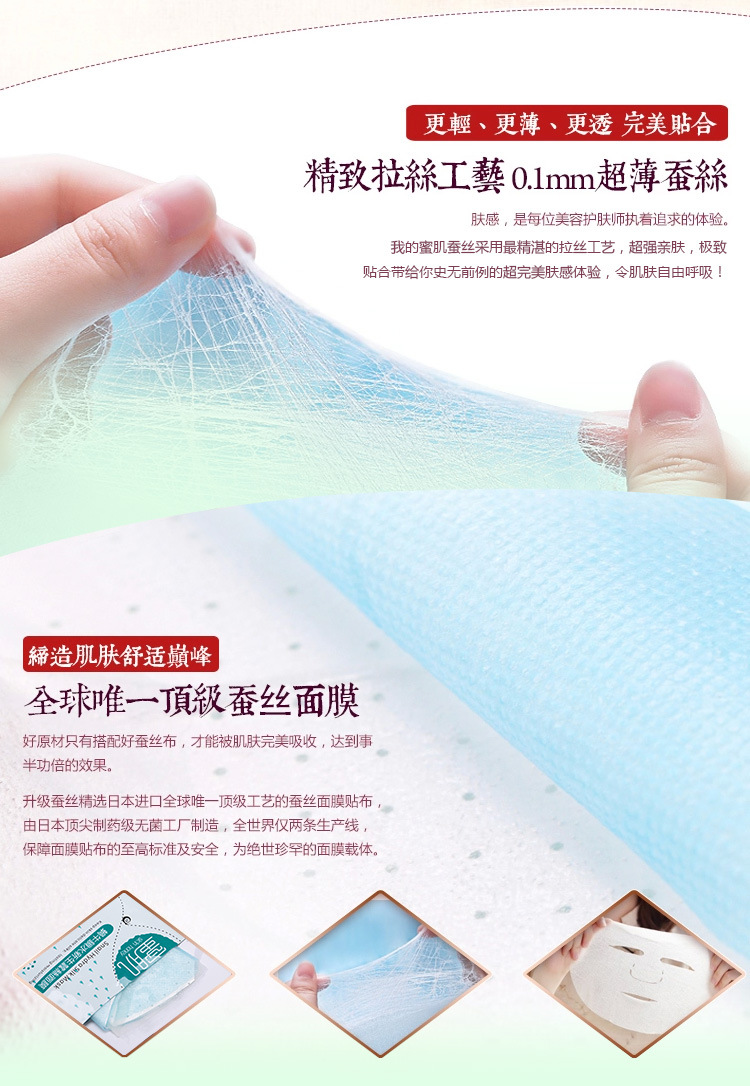 更輕、更薄、更透 完美貼合
精致拉絲工藝0.1mm超薄蚕絲
肤感，是每位美容护肤师执着追求的体验。
我的蜜肌蚕丝采用最精湛的拉丝工艺，超强亲肤，极致
贴合带给你史无前例的超完美肤感体验，令肌肤自由呼吸！
締造肌肤舒适巔峰
全球唯一頂級蚕丝面膜
好原材只有搭配好蚕丝布，才能被肌肤完美吸收，达到事
半功倍的效果。
升级蚕丝精选日本进口全球唯一顶级工艺的蚕丝面膜贴布，
由日本顶尖制药级无菌工厂制造，全世界仅两条生产线，
保障面膜贴布的至高标准及安全，为绝世珍罕的面膜载体。
Snail Hydra Silk Mask